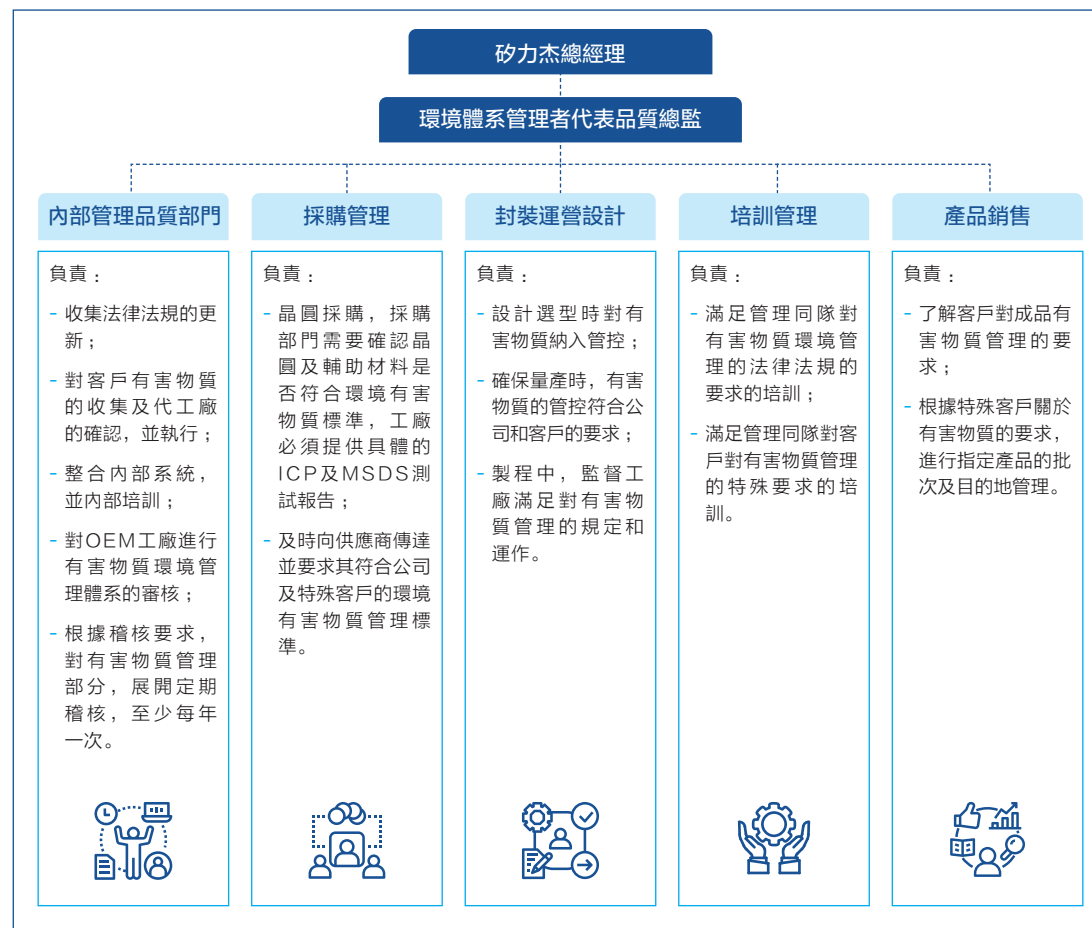 矽力杰總經理
環境體系管理者代表品質總監
內部管理品質部門
負責：
- 收集法律法規的更
新；
- 對客戶有害物質
的收集及代工廠
的確認，並執行；
- 整合內部系統，
並內部培訓；
- 對OEM工廠進行
有害物質環境管
理體系的審核；
- 根據稽核要求，
對有害物質管理
部分，展開定期
稽核，至少每年
一次。
採購管理
負責：
- 晶圓採購，採購
部門需要確認晶
圓及輔助材料是
否符合環境有害
物質標準，工廠
必須提供具體的
ICP及MSDS測
試報告；
- 及時向供應商傳達
並要求其符合公司
及特殊客戶的環境
有害物質管理標
準。
封裝運營設計
負責：
- 設計選型時對有
害物質納入管控；
- 確保量產時，有害
物質的管控符合公
司和客戶的要求；
- 製程中，監督工
廠滿足對有害物
質管理的規定和
運作。
培訓管理
負責：
- 滿足管理同隊對
有害物質環境管
理的法律法規的
要求的培訓；
- 滿足管理同隊對客
戶對有害物質管理
的特殊要求的培
訓。
產品銷售
負責：
- 了解客戶對成品有
害物質管理的要
求；
- 根據特殊客戶關於
有害物質的要求，
進行指定產品的批
次及目的地管理。